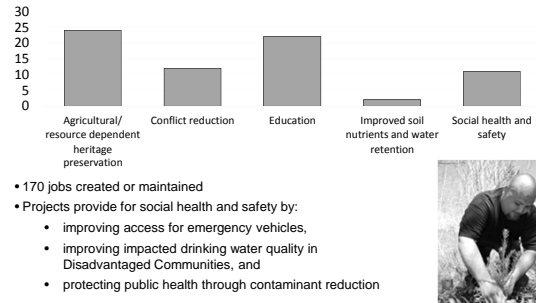 30
25
20
15
10
5
0
Agricultural/
resource dependent
heritage
preservation
Conflict reduction
Education
Improved soil
nutrients and water
retention
Social health and
safety
• 170 jobs created or maintained
• Projects provide for social health and safety by:
• improving access for emergency vehicles,
• improving impacted drinking water quality in
Disadvantaged Communities, and
• protecting public health through contaminant reduction